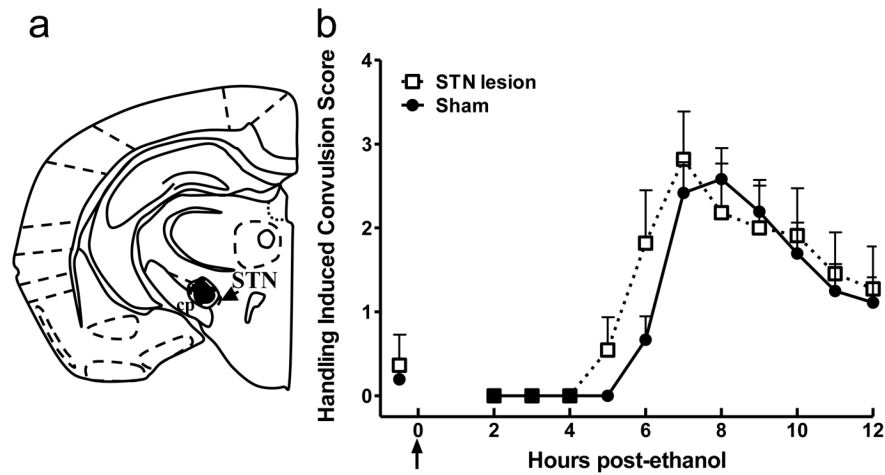 a
STN
cp
b
Handling Induced Convulsion Score
4
3
2
1
0
STN lesion
Sham
0 2 4 6 8 10 12
Hours post-ethanol